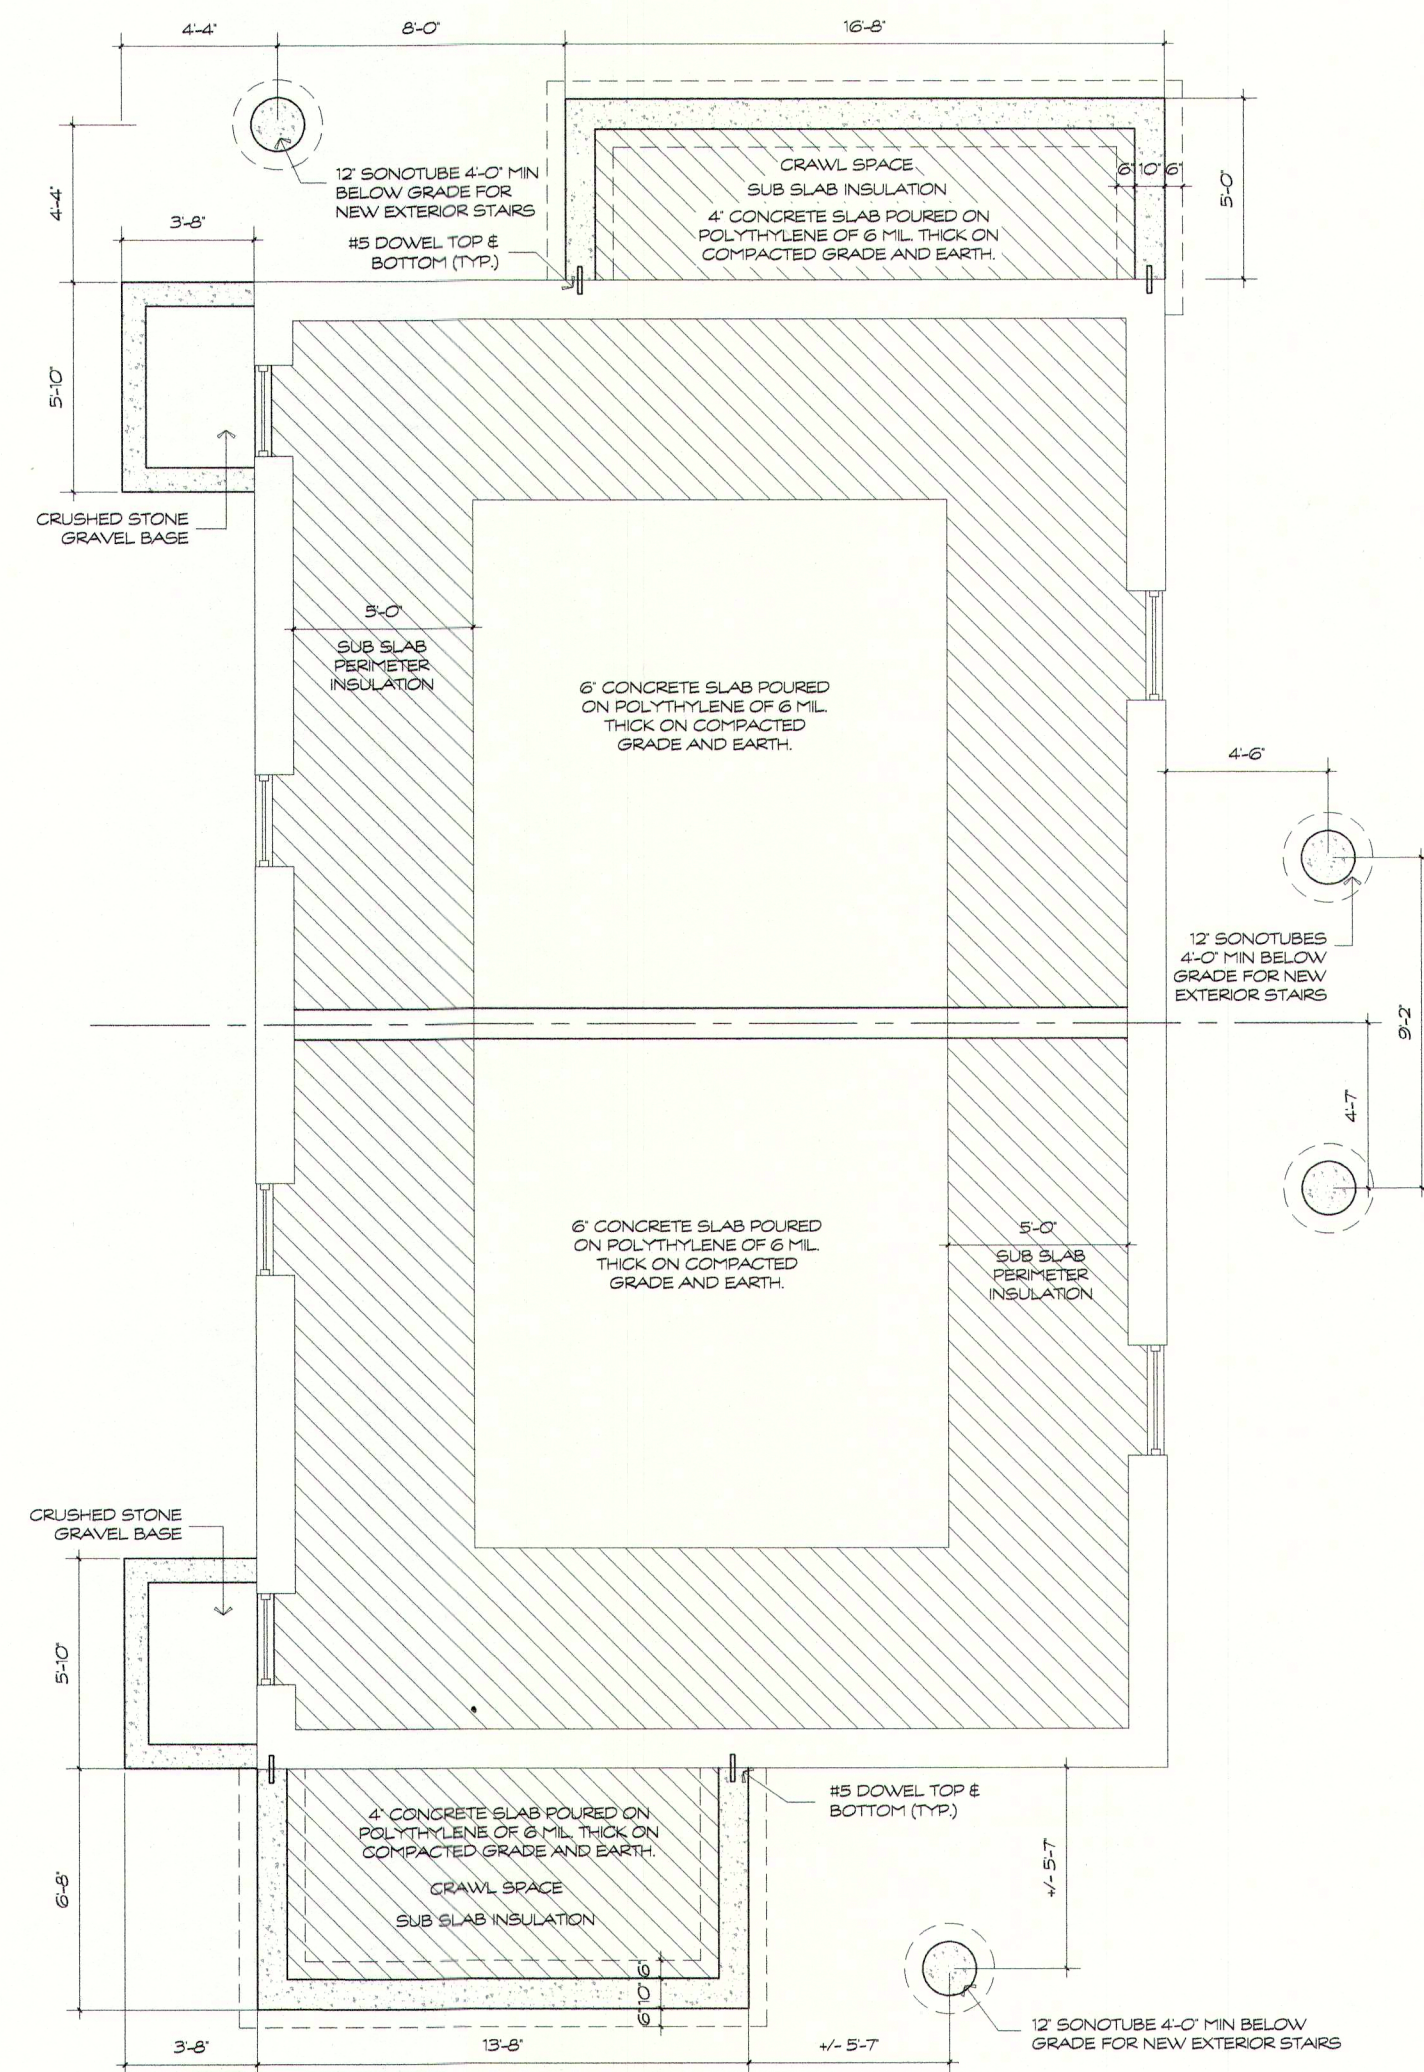 4'-4"
8'-0"
16'-8"
12" SONOTUBE 4'-0" MIN
BELOW GRADE FOR
NEW EXTERIOR STAIRS
#5 DOWEL TOP &
BOTTOM (TYP.)
CRAWL SPACE
SUB SLAB INSULATION
4" CONCRETE SLAB POURED ON
POLYTHYLENE OF 6 MIL. THICK ON
COMPACTED GRADE AND EARTH.
6" 10" 6"
5'-0"
4'-4"
3'-8"
5'-10"
CRUSHED STONE
GRAVEL BASE
5'-0"
SUB SLAB
PERIMETER
INSULATION
6" CONCRETE SLAB POURED
ON POLYTHYLENE OF 6 MIL.
THICK ON COMPACTED
GRADE AND EARTH.
4'-6"
12" SONOTUBES
4'-0" MIN BELOW
GRADE FOR NEW
EXTERIOR STAIRS
9'-2"
4'-7"
6" CONCRETE SLAB POURED
ON POLYTHYLENE OF 6 MIL.
THICK ON COMPACTED
GRADE AND EARTH.
5'-0"
SUB SLAB
PERIMETER
INSULATION
CRUSHED STONE
GRAVEL BASE
5'-10"
6'-8"
4" CONCRETE SLAB POURED ON
POLYTHYLENE OF 6 MIL. THICK ON
COMPACTED GRADE AND EARTH.
CRAWL SPACE
SUB SLAB INSULATION
6" 10" 6"
#5 DOWEL TOP &
BOTTOM (TYP.)
+/- 5'-7"
12" SONOTUBE 4'-0" MIN BELOW
GRADE FOR NEW EXTERIOR STAIRS
3'-8"
13'-8"
+/- 5'-7"